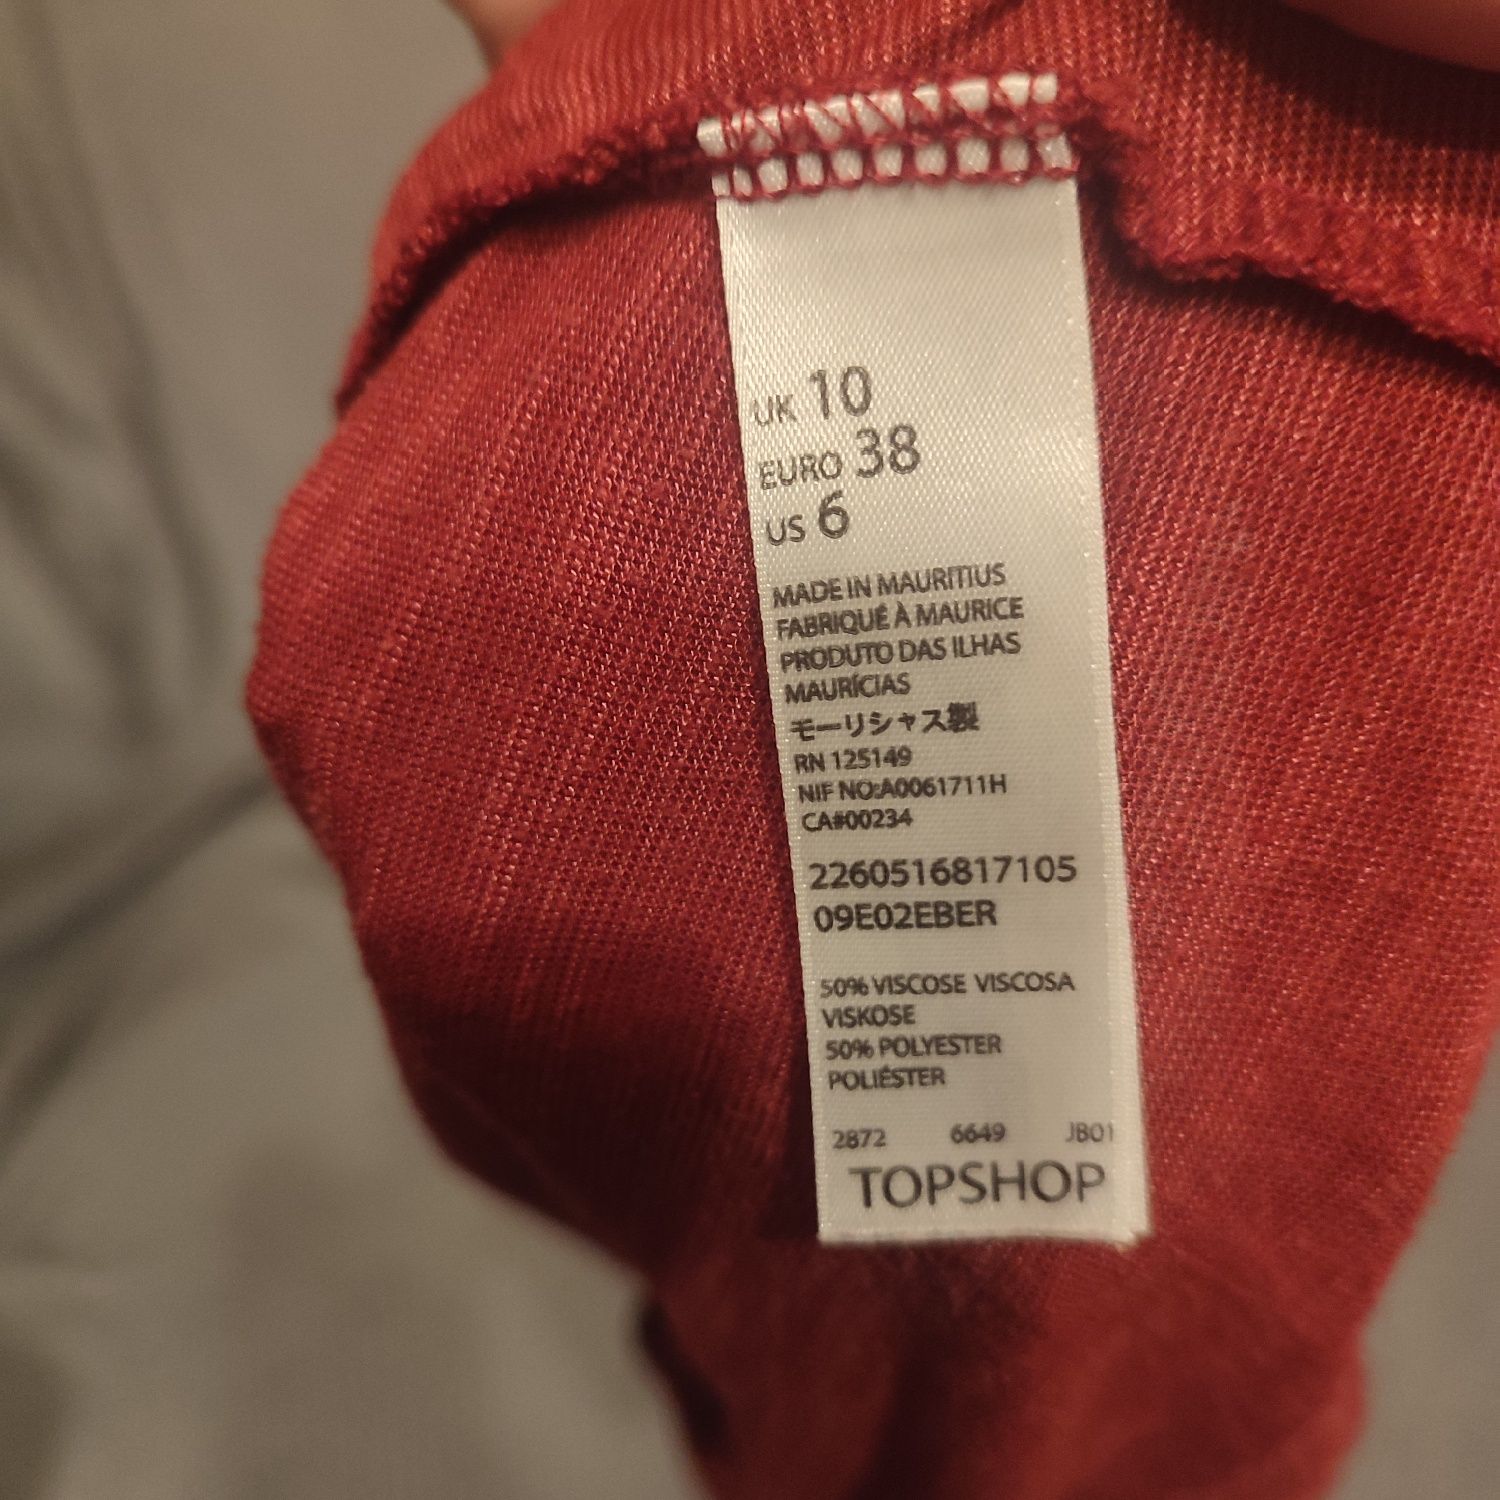 UK 10
EURO 38
US 6
MADE IN MAURITIUS
FABRIQUÉ À MAURICE
PRODUTO DAS ILHAS
MAURÍCIAS
モーリシャス製
RN 125149
NIF NO:A0061711H
CA#00234
2260516817105
09E02EBER
50% VISCOSE VISCOSA
VISKOSE
50% POLYESTER
POLIÉSTER
2872 6649 JB01
TOPSHOP